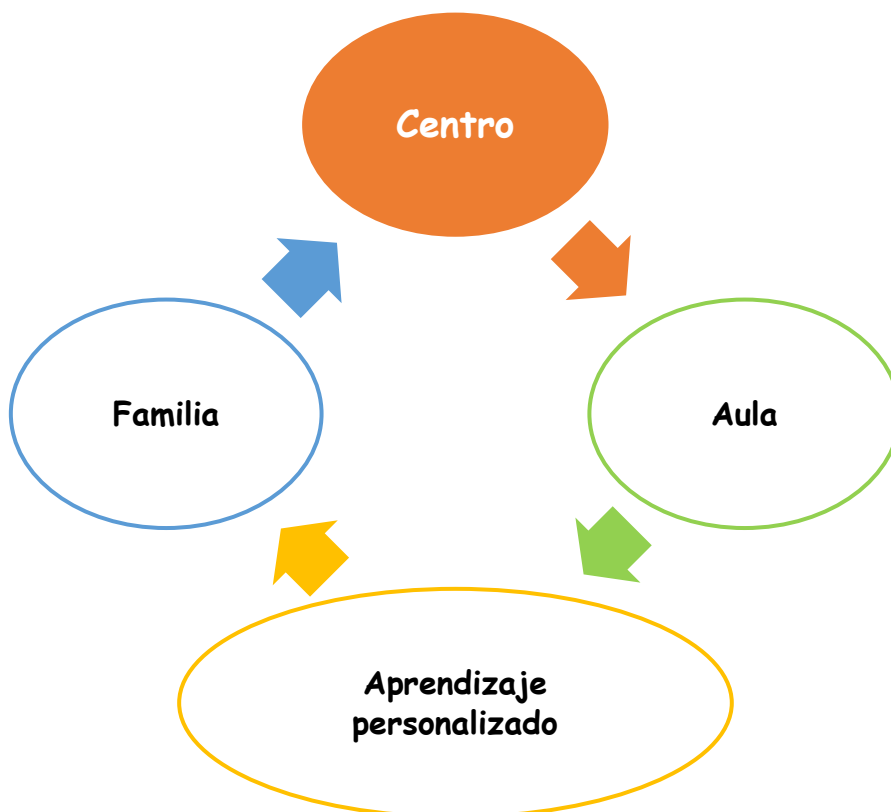 Centro
Familia
Aula
Aprendizaje
personalizado